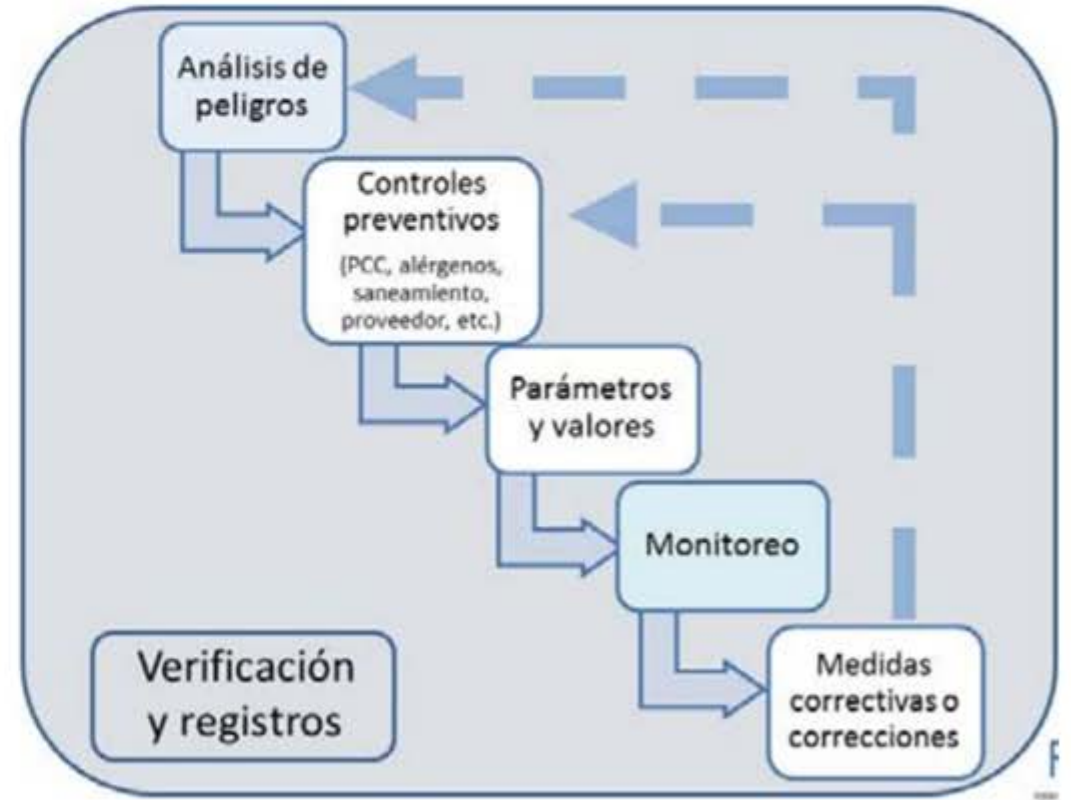 Análisis de
peligros
Controles
preventivos
(PCC, alérgenos,
saneamiento,
proveedor, etc.)
Parámetros
y valores
Monitoreo
Medidas
correctivas o
correcciones
Verificación
y registros